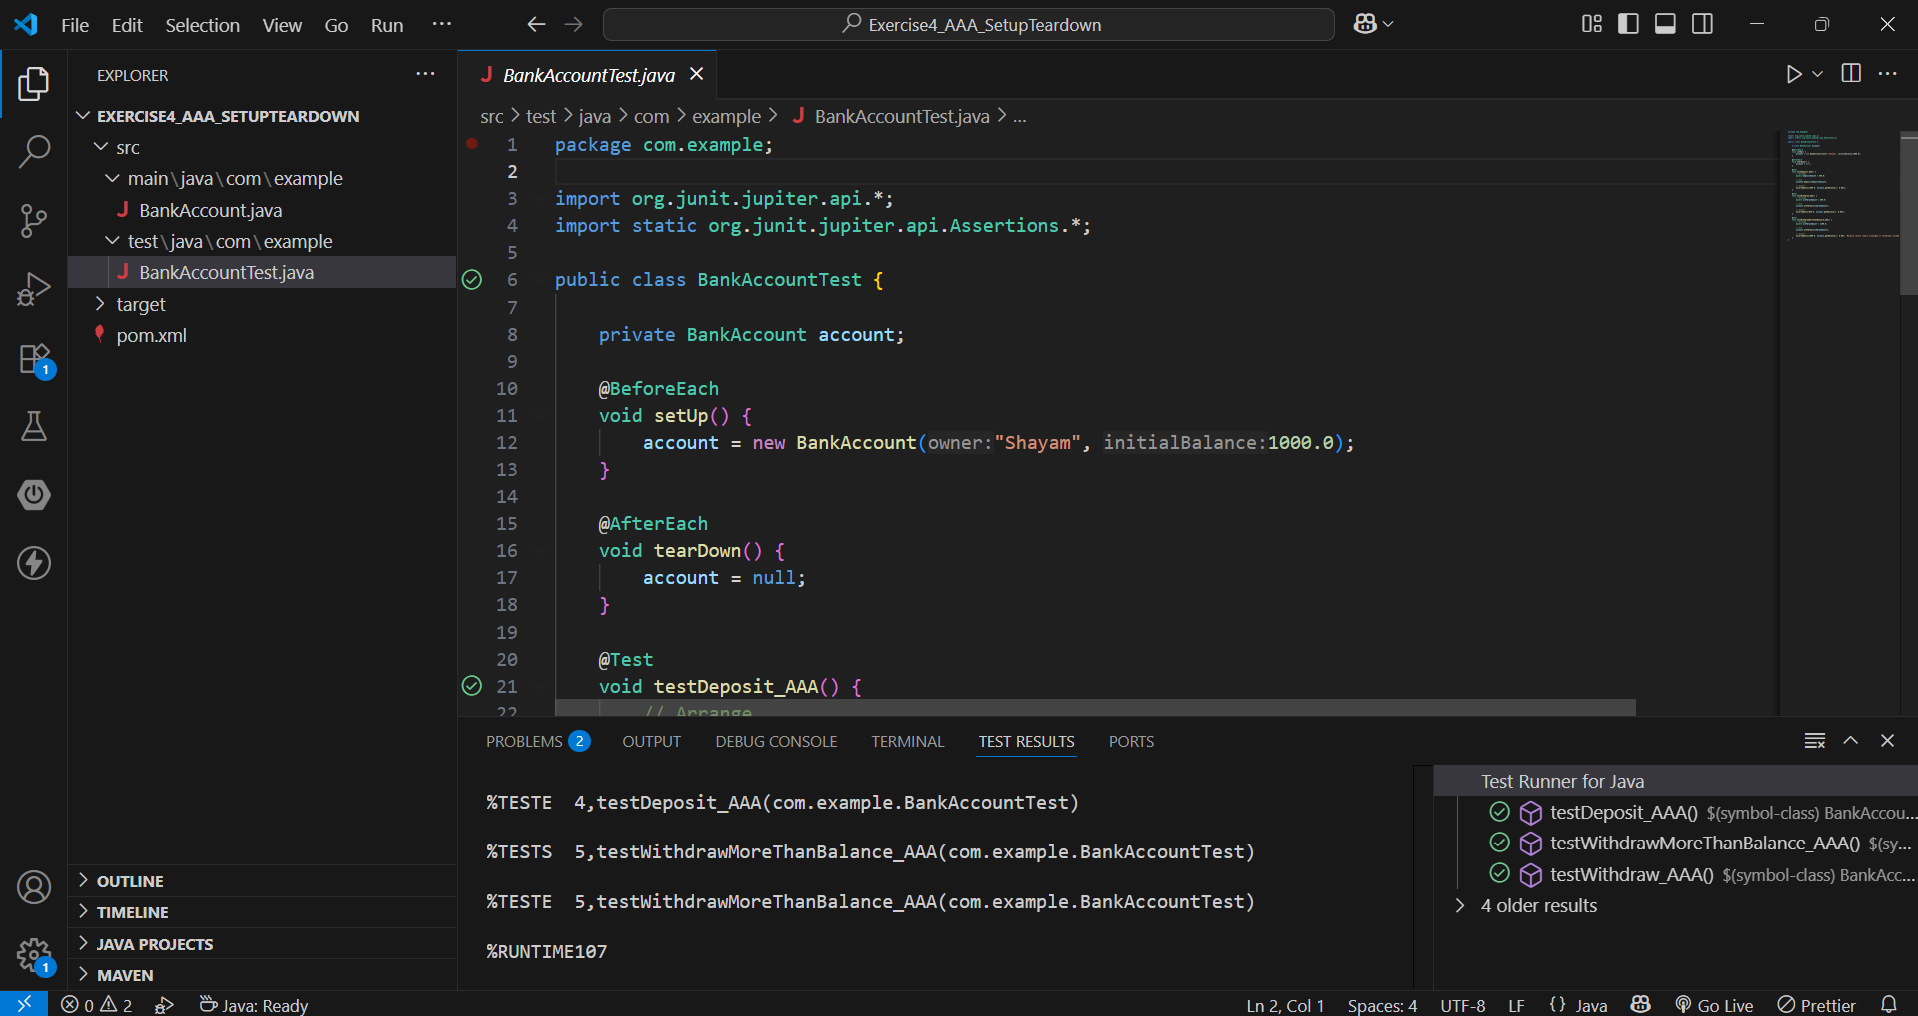 File Edit Selection View Go Run ...
Exercise4_AAA_SetupTeardown
EXPLORER
EXERCISE4_AAA_SETUPTEARDOWN
src
main\java\com\example
BankAccount.java
test\java\com\example
BankAccountTest.java
target
pom.xml
1
OUTLINE
TIMELINE
JAVA PROJECTS
MAVEN
1
BankAccountTest.java
src > test > java > com > example > BankAccountTest.java > ...
1 package com.example;
2
3 import org.junit.jupiter.api.*;
4 import static org.junit.jupiter.api.Assertions.*;
5
6 public class BankAccountTest {
7
8 private BankAccount account;
9
10 @BeforeEach
11 void setUp() {
12 account = new BankAccount(owner:"Shayam", initialBalance:1000.0);
13 }
14
15 @AfterEach
16 void tearDown() {
17 account = null;
18 }
19
20 @Test
21 void testDeposit_AAA() {
22 // Arrange
PROBLEMS 2 OUTPUT DEBUG CONSOLE TERMINAL TEST RESULTS PORTS
%TESTE 4,testDeposit_AAA(com.example.BankAccountTest)
%TESTS 5,testWithdrawMoreThanBalance_AAA(com.example.BankAccountTest)
%TESTE 5,testWithdrawMoreThanBalance_AAA(com.example.BankAccountTest)
%RUNTIME107
Test Runner for Java
testDeposit_AAA() $(symbol-class) BankAccou...
testWithdrawMoreThanBalance_AAA() $(sy...
testWithdraw_AAA() $(symbol-class) BankAcc...
4 older results
0 2 Java: Ready Ln 2, Col 1 Spaces: 4 UTF-8 LF {} Java Go Live Prettier